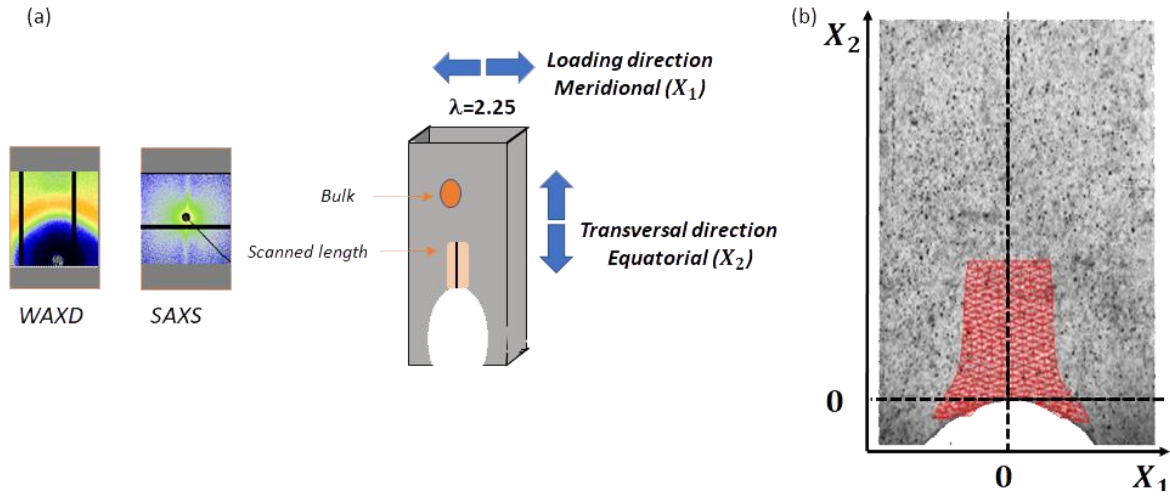 (a)
Loading direction
Meridional (X1)
λ=2.25
Bulk
Scanned length
Transversal direction
Equatorial (X2)
WAXD
SAXS
(b)
X2
0
0
X1